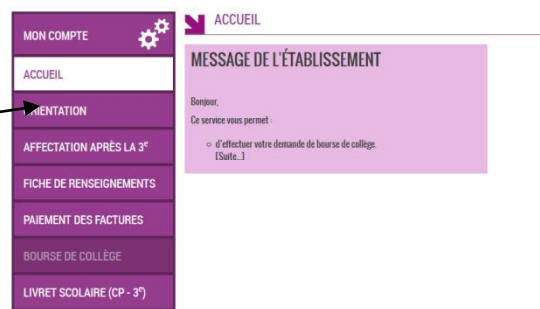 MON COMPTE
ACCUEIL
ORIENTATION
AFFECTATION APRÈS LA 3e
FICHE DE RENSEIGNEMENTS
PAIEMENT DES FACTURES
BOURSE DE COLLÈGE
LIVRET SCOLAIRE (CP - 3e)
ACCUEIL
MESSAGE DE L'ÉTABLISSEMENT
Bonjour,
Ce service vous permet :
d'effectuer votre demande de bourse de collège.
[Suite...]